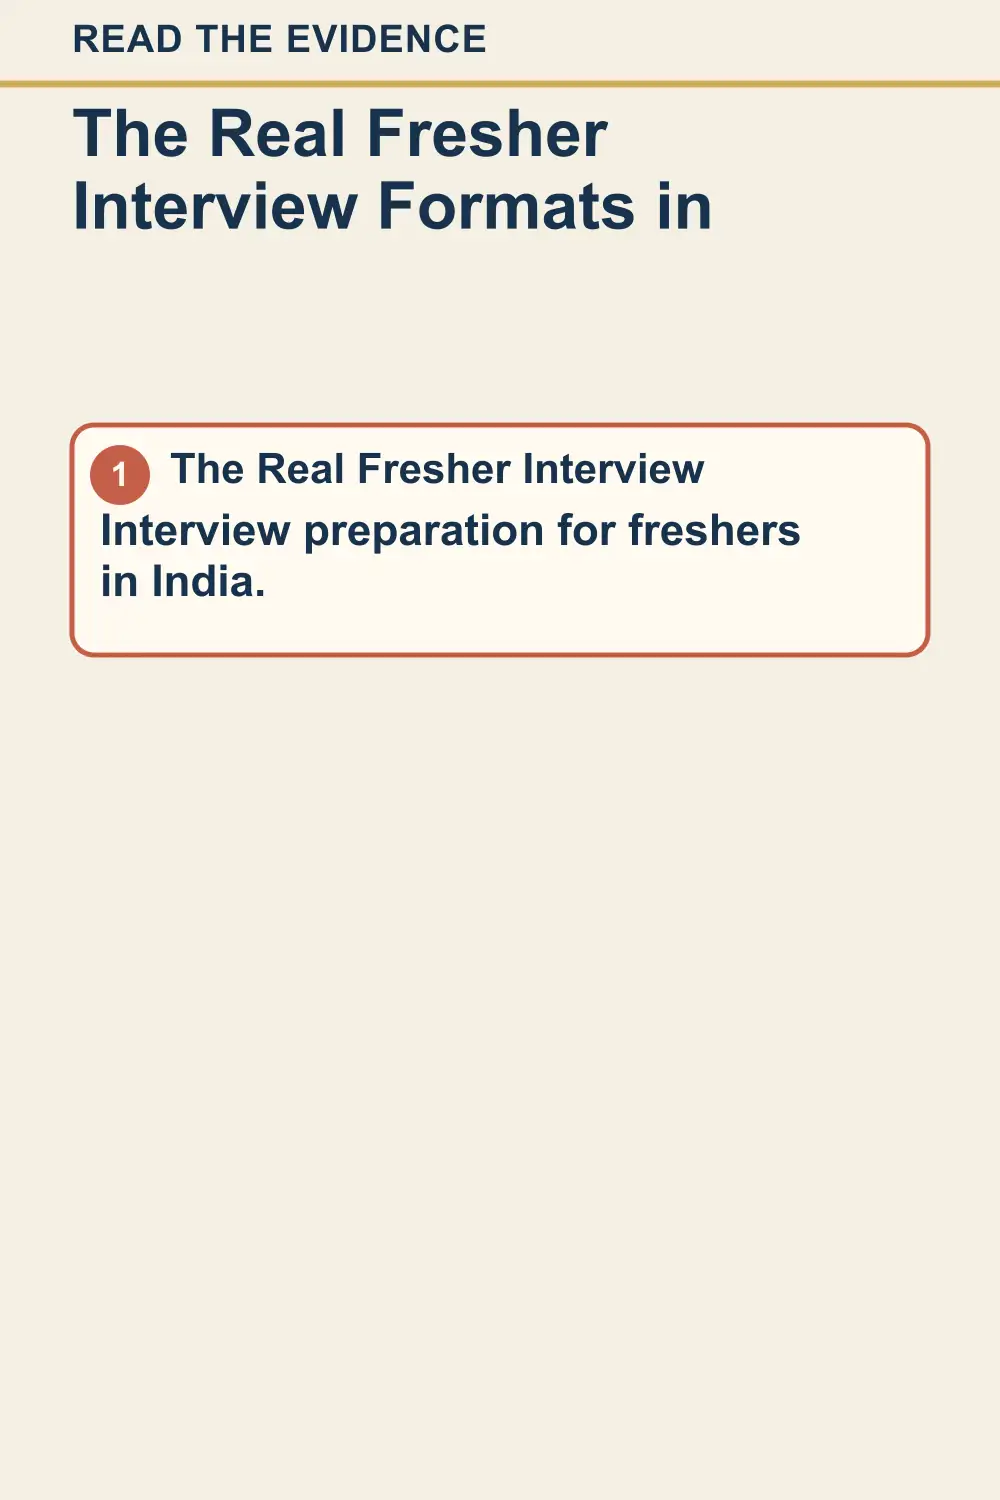 READ THE EVIDENCE
The Real Fresher
Interview Formats in
1 The Real Fresher Interview
Interview preparation for freshers
in India.